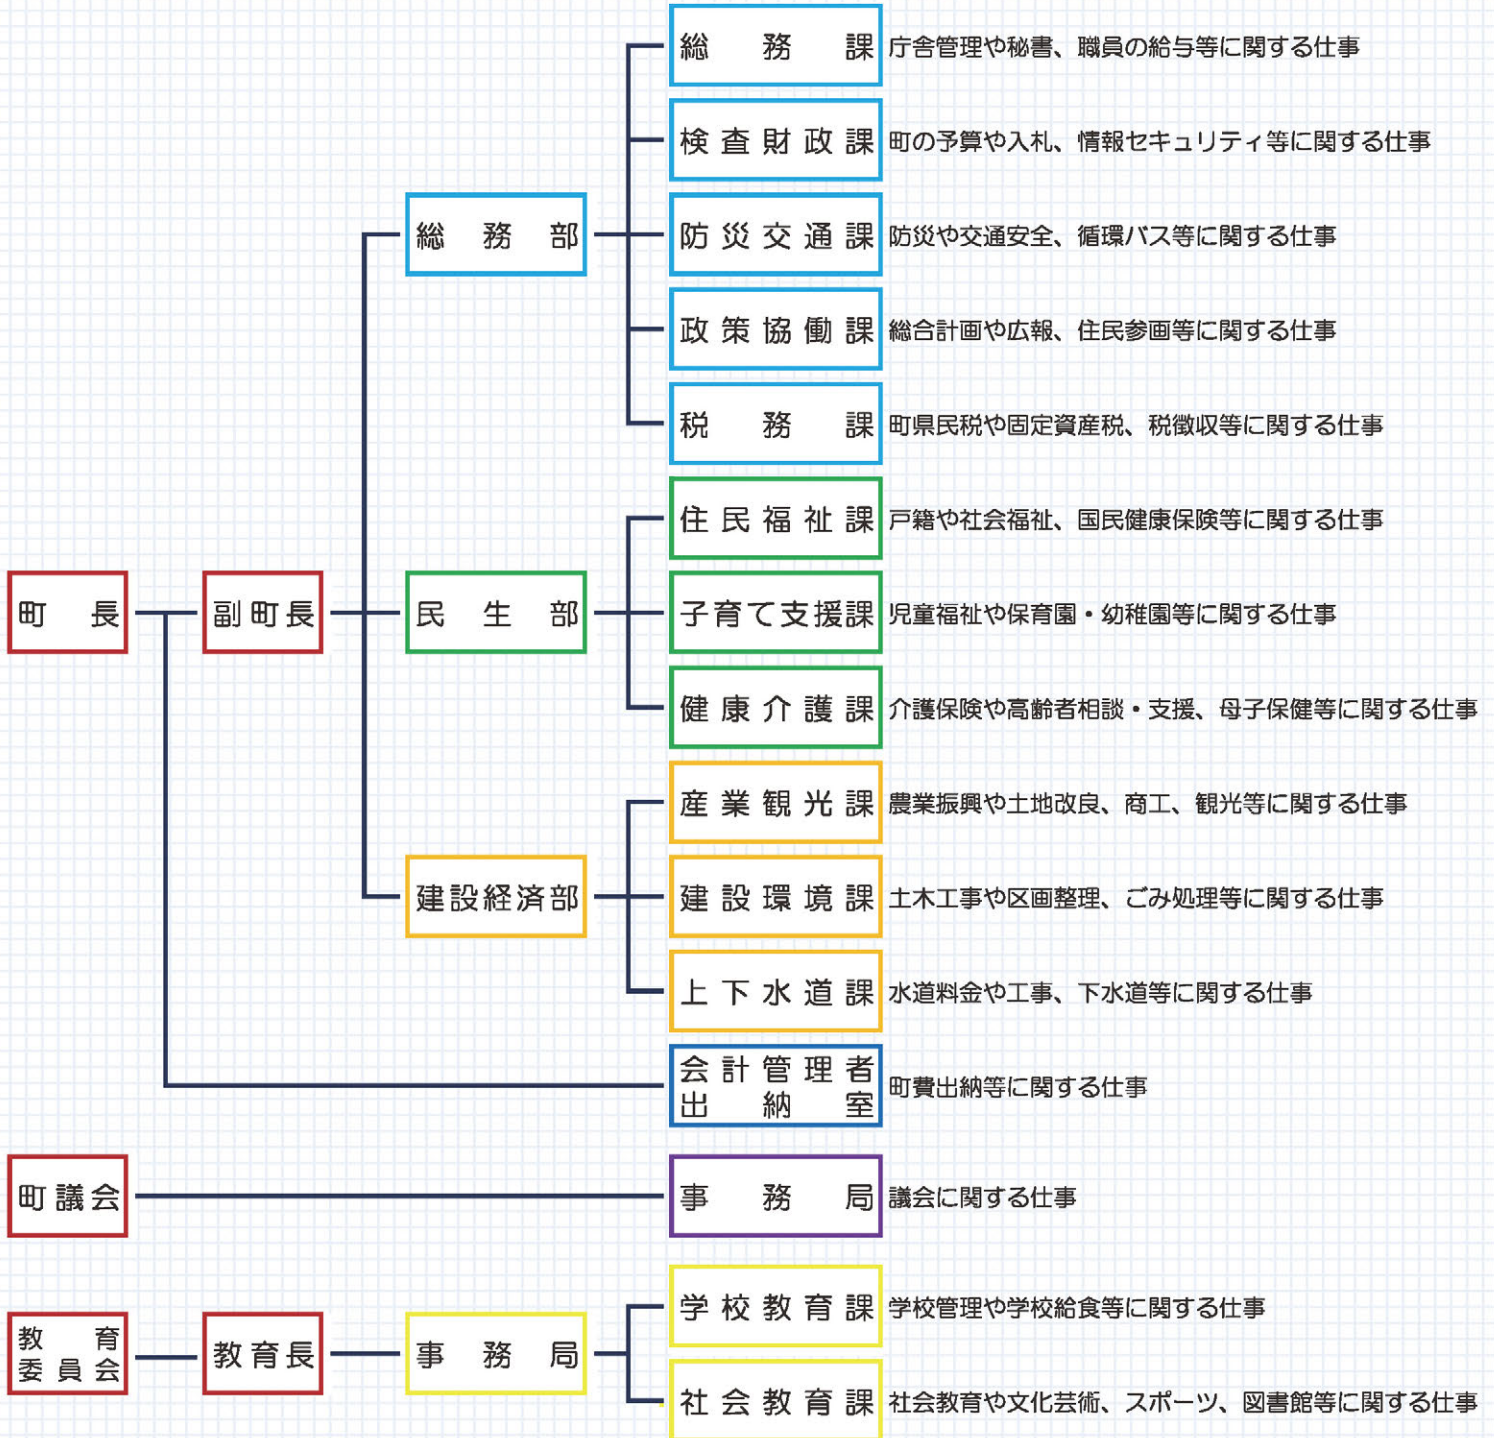 総務課 庁舎管理や秘書、職員の給与等に関する仕事
検査財政課 町の予算や入札、情報セキュリティ等に関する仕事
総務部 防災交通課 防災や交通安全、循環バス等に関する仕事
政策協働課 総合計画や広報、住民参画等に関する仕事
税務課 町県民税や固定資産税、税徴収等に関する仕事
住民福祉課 戸籍や社会福祉、国民健康保険等に関する仕事
町長 副町長 民生部 子育て支援課 児童福祉や保育園・幼稚園等に関する仕事
健康介護課 介護保険や高齢者相談・支援、母子保健等に関する仕事
産業観光課 農業振興や土地改良、商工、観光等に関する仕事
建設経済部 建設環境課 土木工事や区画整理、ごみ処理等に関する仕事
上下水道課 水道料金や工事、下水道等に関する仕事
会計管理者
出納室 町費出納等に関する仕事
町議会 事務局 議会に関する仕事
学校教育課 学校管理や学校給食等に関する仕事
教育
委員会 教育長 事務局
社会教育課 社会教育や文化芸術、スポーツ、図書館等に関する仕事